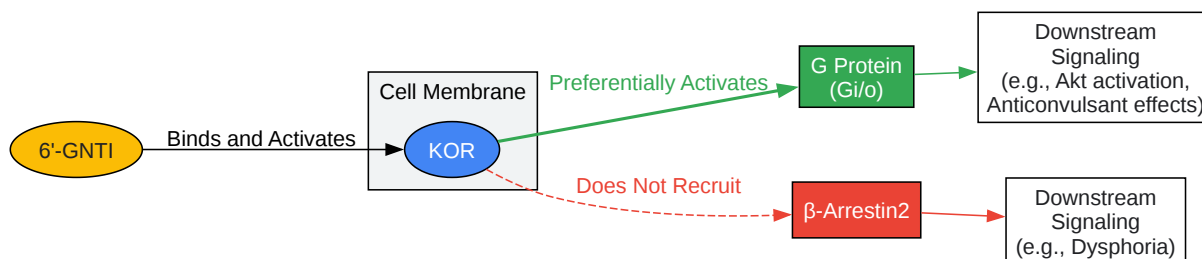 6'-GNTI
Binds and Activates
Cell Membrane
KOR
Preferentially Activates
G Protein
(Gi/o)
Downstream
Signaling
(e.g., Akt activation,
Anticonvulsant effects)
Does Not Recruit
β-Arrestin2
Downstream
Signaling
(e.g., Dysphoria)